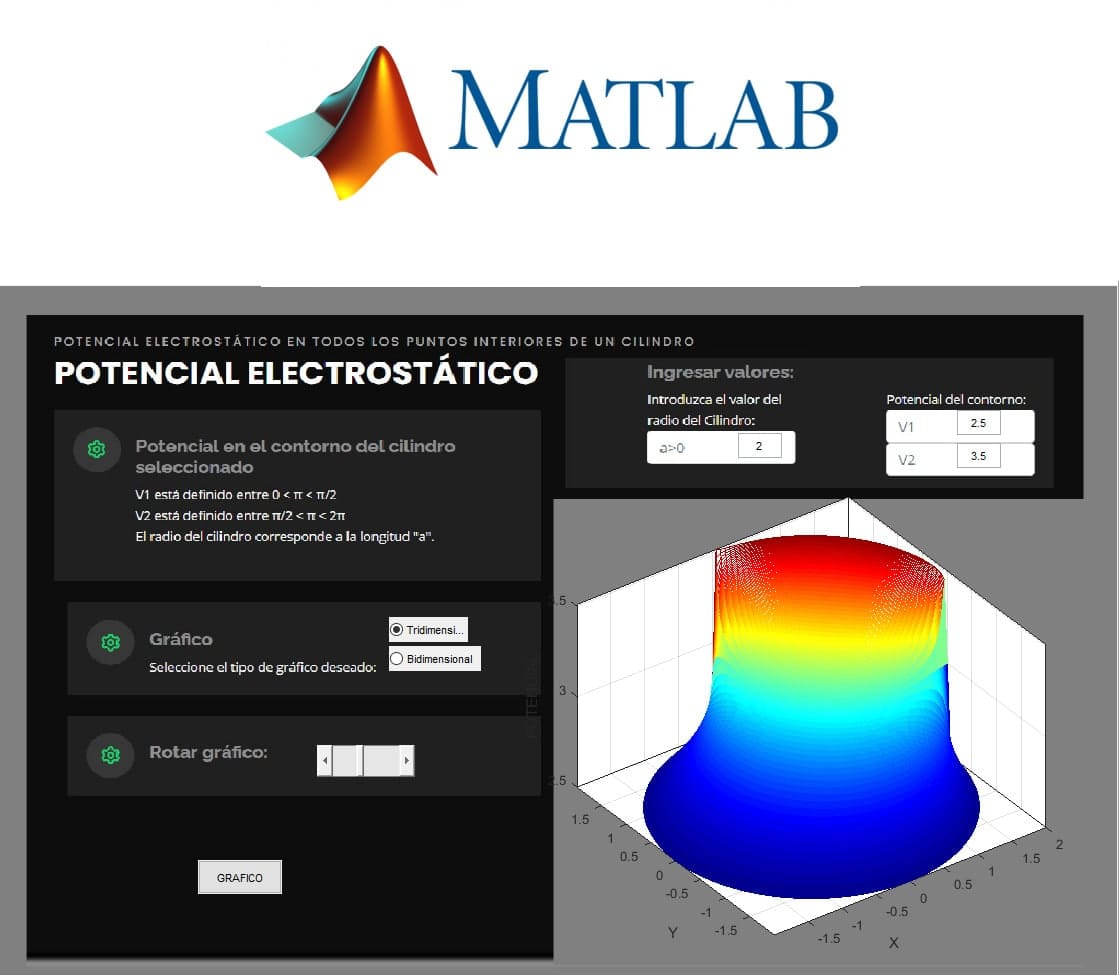 MATLAB
POTENCIAL ELECTROSTÁTICO EN TODOS LOS PUNTOS INTERIORES DE UN CILINDRO
POTENCIAL ELECTROSTÁTICO
Potencial en el contorno del cilindro
seleccionado
V1 está definido entre 0 < π < π/2
V2 está definido entre π/2 < π < 2π
El radio del cilindro corresponde a la longitud "a".
Gráfico
Seleccione el tipo de gráfico deseado:
Tridimensi...
Bidimensional
Rotar gráfico:
GRAFICO
Ingresar valores:
Introduzca el valor del
radio del Cilindro:
a>0
2
Potencial del contorno:
V1
2.5
V2
3.5
3.5
3
2.5
1.5
1
0.5
0
-0.5
-1
-1.5
Y
-1.5
-1
-0.5
0
0.5
1
1.5
2
X